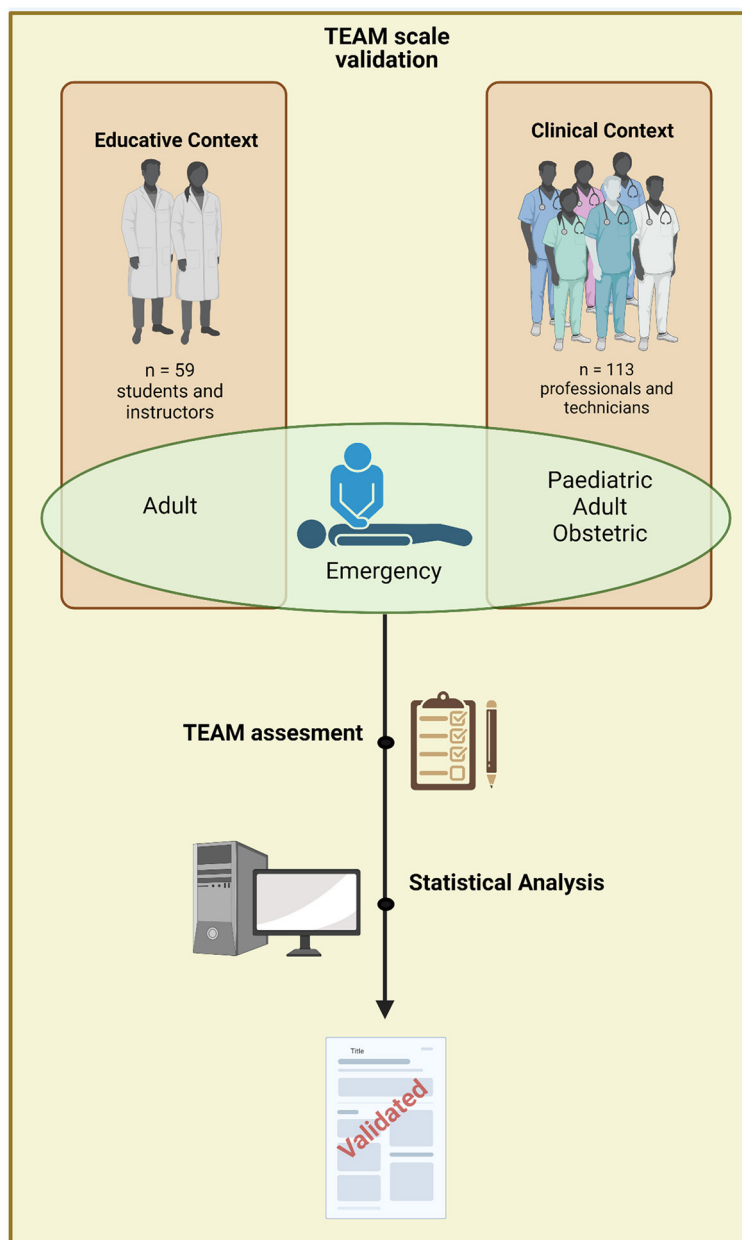 TEAM scale
validation
Educative Context
n = 59
students and
instructors
Clinical Context
n = 113
professionals and
technicians
Adult
Emergency
Paediatric
Adult
Obstetric
TEAM assesment
Statistical Analysis
Title
Validated